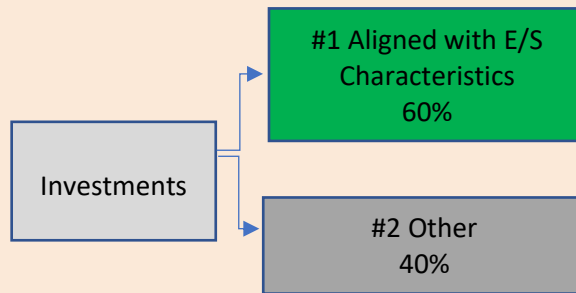 #1 Aligned with E/S
Characteristics
60%
Investments
#2 Other
40%